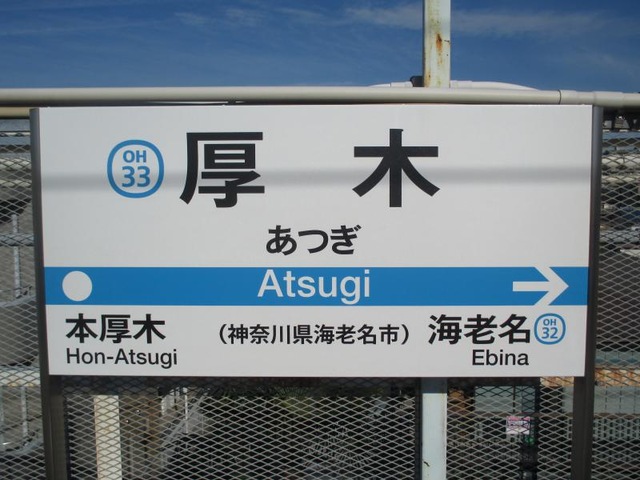 OH
33
厚木
あつぎ
Atsugi
本厚木
Hon-Atsugi
(神奈川県海老名市)
海老名
Ebina
OH
32